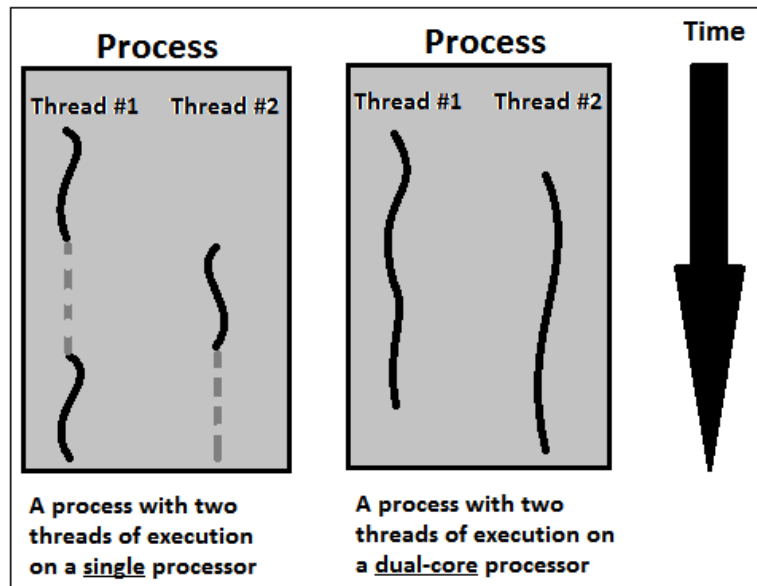 Process
Thread #1 Thread #2
A process with two
threads of execution
on a single processor
Process
Thread #1 Thread #2
A process with two
threads of execution on
a dual-core processor
Time